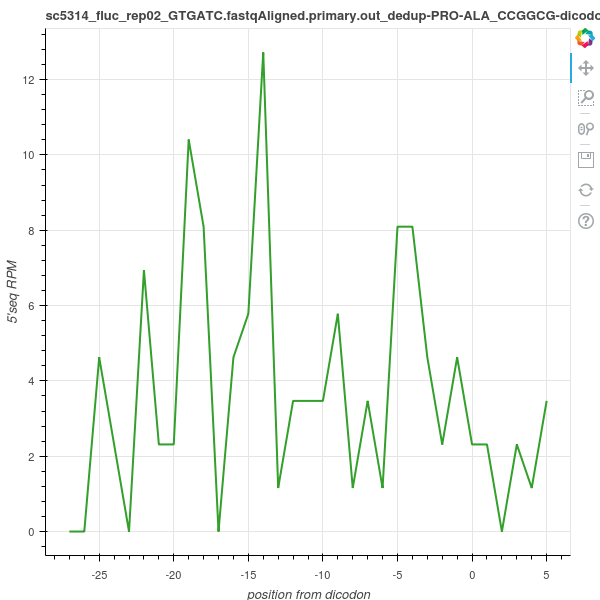 sc5314_fluc_rep02_GTGATC.fastqAligned.primary.out_dedup-PRO-ALA_CCGGCG-dicodo
12
10
8
6
4
2
0
5'seq RPM
-25 -20 -15 -10 -5 0 5
position from dicodon